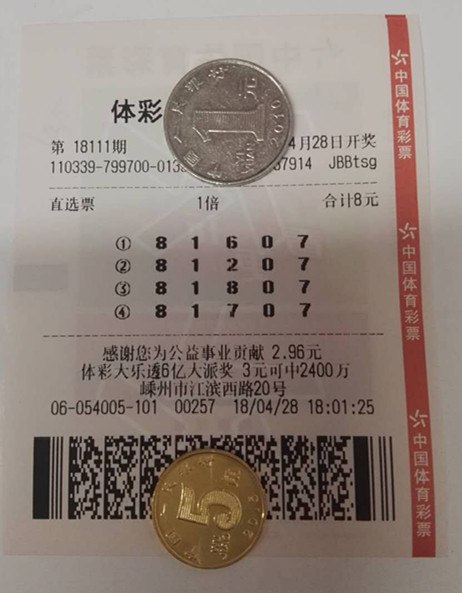 中国体育彩票
体彩
1
元
第 18111期 4月28日开奖
110339-799700-013 37914 JBBtsg
直选票 1倍 合计8元
① 8 1 6 0 7
② 8 1 2 0 7
③ 8 1 8 0 7
④ 8 1 7 0 7
中国体育彩票
感谢您为公益事业贡献 2.96元
体彩大乐透6亿大派奖 3元可中2400万
嵊州市江滨西路20号
06-054005-101 00257 18/04/28 18:01:25
中国体育彩票
5